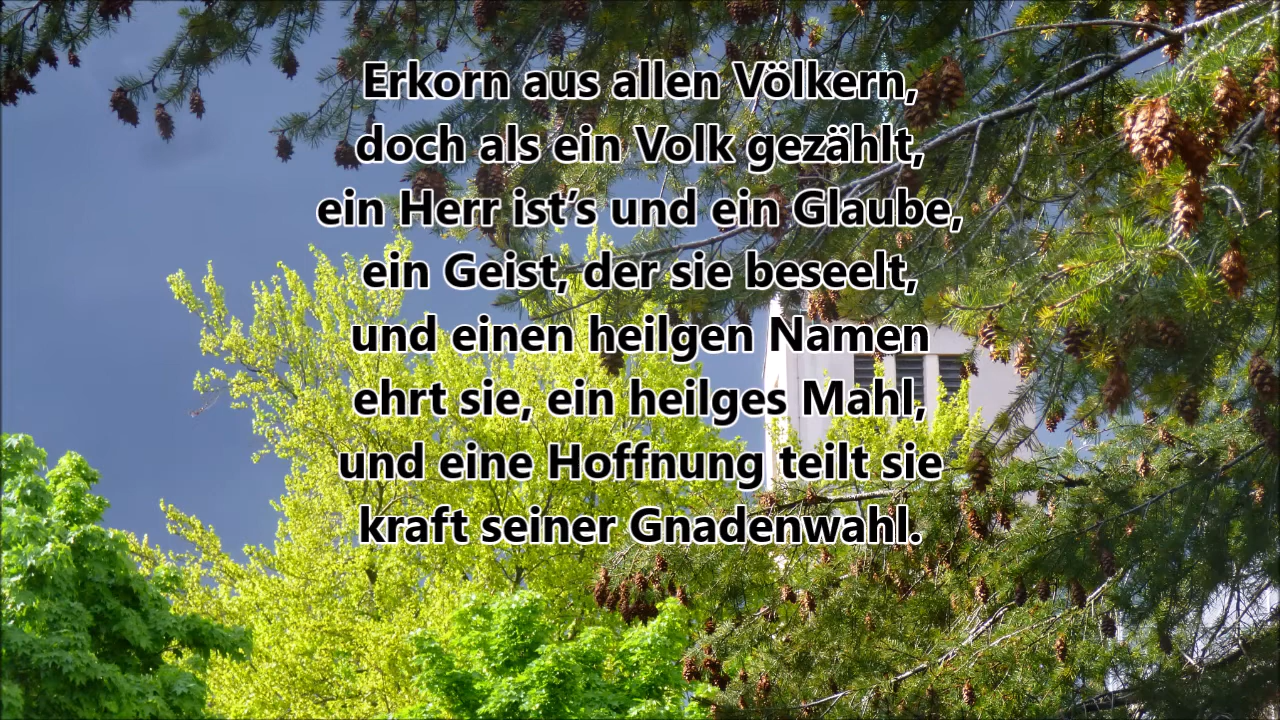 Erkorn aus allen Völkern,
doch als ein Volk gezählt,
ein Herr ist’s und ein Glaube,
ein Geist, der sie beseelt,
und einen heilgen Namen
ehrt sie, ein heilges Mahl,
und eine Hoffnung teilt sie
kraft seiner Gnadenwahl.